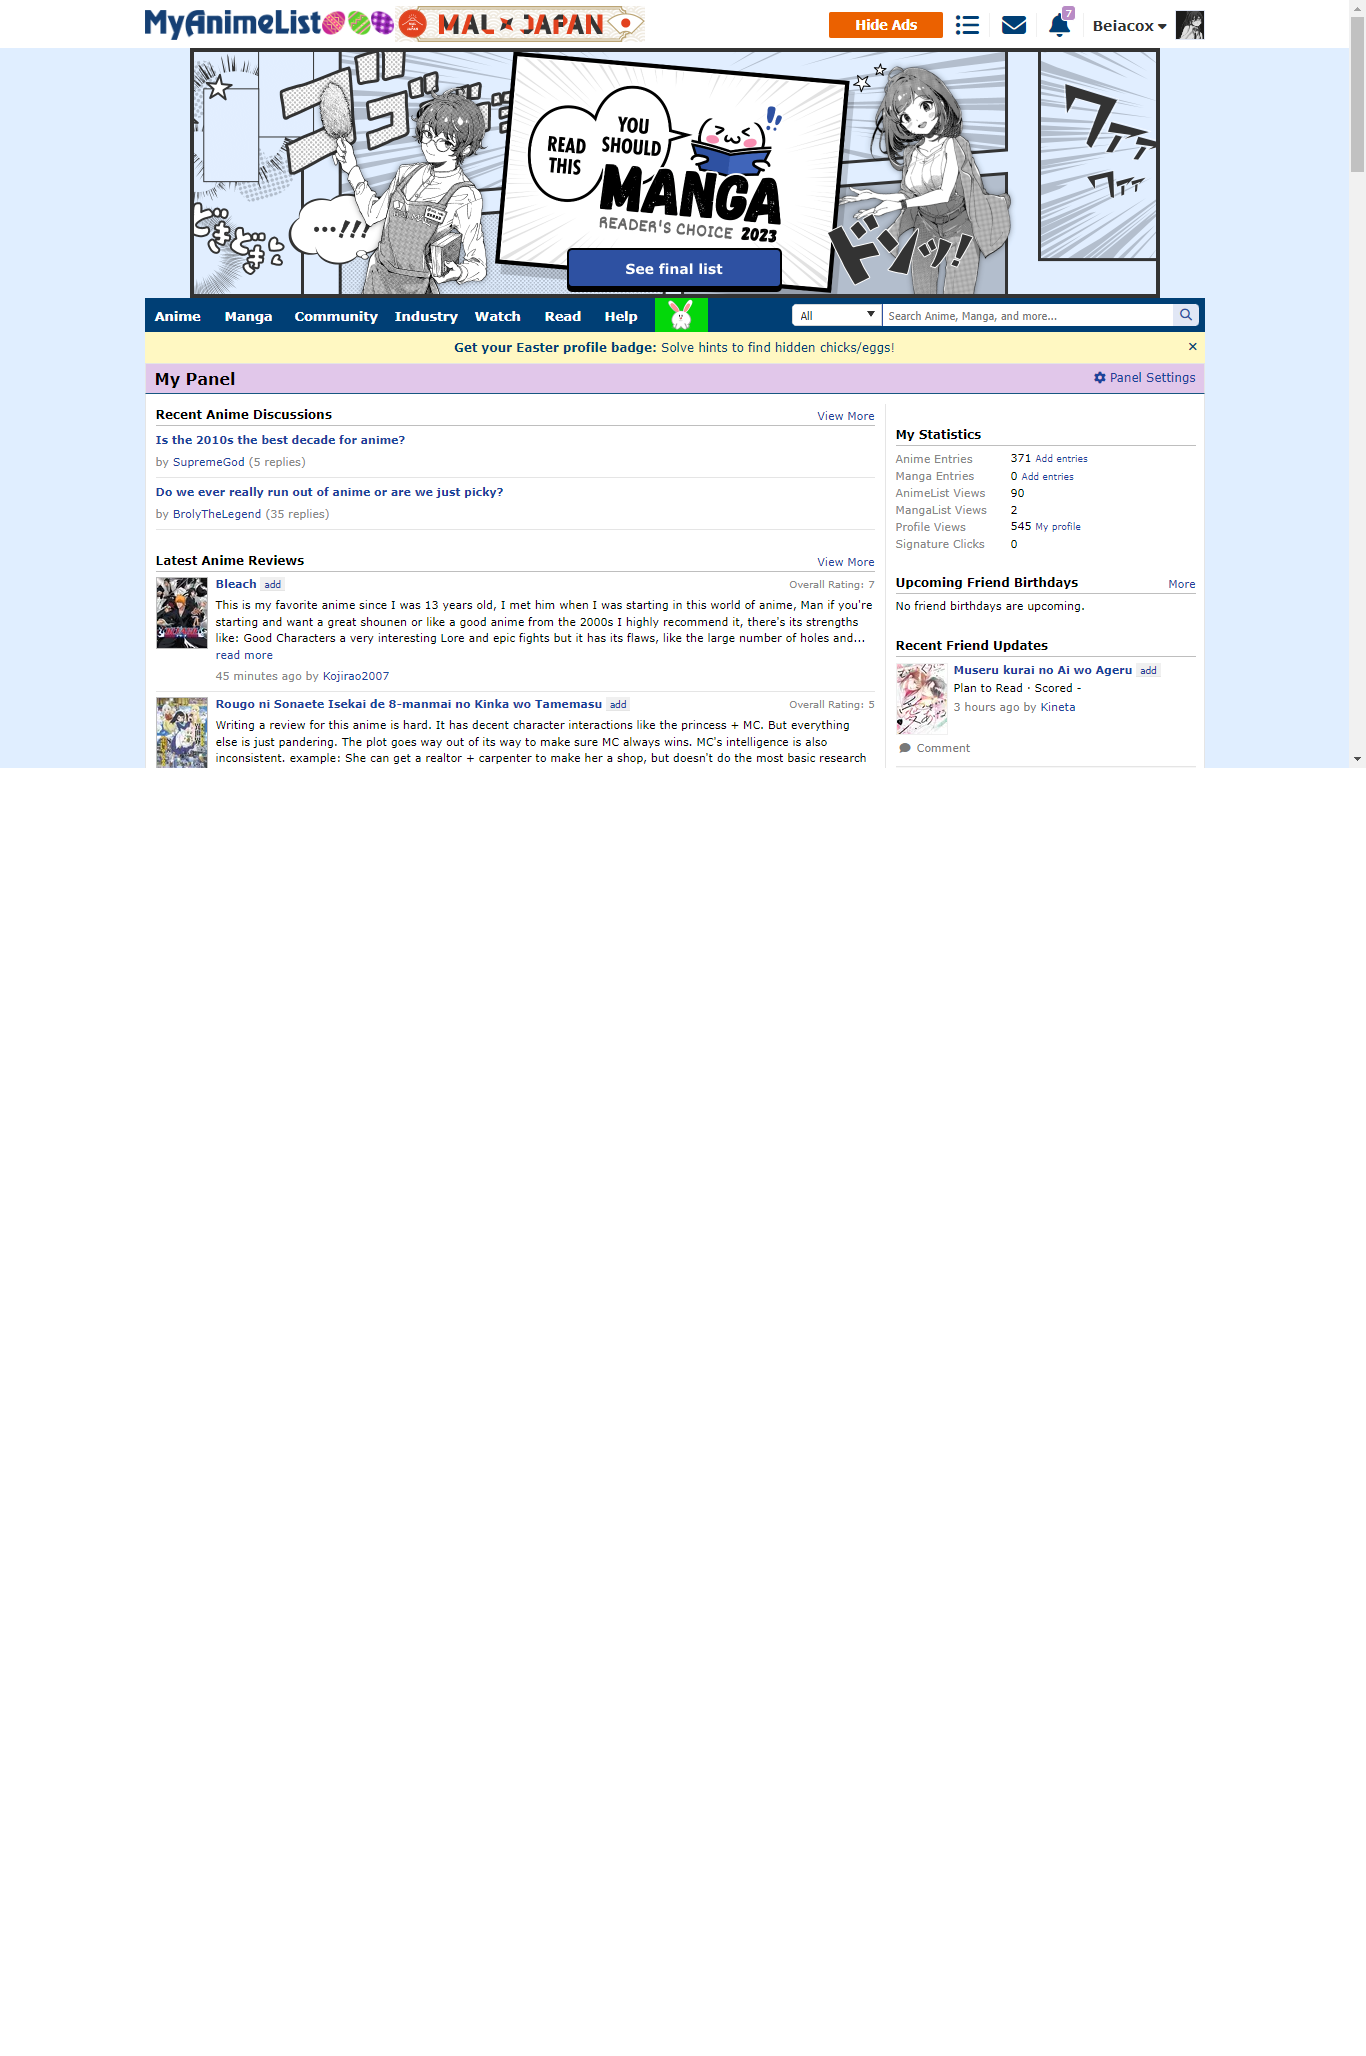 MyAnimeList
MAL×JAPAN
Hide Ads
7
Beiacox
ゴゴゴ
READ THIS
YOU SHOULD
!!
MANGA
READER'S CHOICE 2023
See final list
...!!!
どきどき
ドンッ!
ワァァァ
ワァァ
Anime Manga Community Industry Watch Read Help
All
Search Anime, Manga, and more...
Get your Easter profile badge: Solve hints to find hidden chicks/eggs!
×
My Panel
Panel Settings
Recent Anime Discussions
View More
Is the 2010s the best decade for anime?
by SupremeGod (5 replies)
Do we ever really run out of anime or are we just picky?
by BrolyTheLegend (35 replies)
Latest Anime Reviews
View More
Bleach add
Overall Rating: 7
This is my favorite anime since I was 13 years old, I met him when I was starting in this world of anime, Man if you're
starting and want a great shounen or like a good anime from the 2000s I highly recommend it, there's its strengths
like: Good Characters a very interesting Lore and epic fights but it has its flaws, like the large number of holes and...
read more
45 minutes ago by Kojirao2007
Rougo ni Sonaete Isekai de 8-manmai no Kinka wo Tamemasu add
Overall Rating: 5
Writing a review for this anime is hard. It has decent character interactions like the princess + MC. But everything
else is just pandering. The plot goes way out of its way to make sure MC always wins. MC's intelligence is also
inconsistent. example: She can get a realtor + carpenter to make her a shop, but doesn't do the most basic research
My Statistics
Anime Entries 371 Add entries
Manga Entries 0 Add entries
AnimeList Views 90
MangaList Views 2
Profile Views 545 My profile
Signature Clicks 0
Upcoming Friend Birthdays
More
No friend birthdays are upcoming.
Recent Friend Updates
Museru kurai no Ai wo Ageru add
Plan to Read · Scored -
3 hours ago by Kineta
Comment